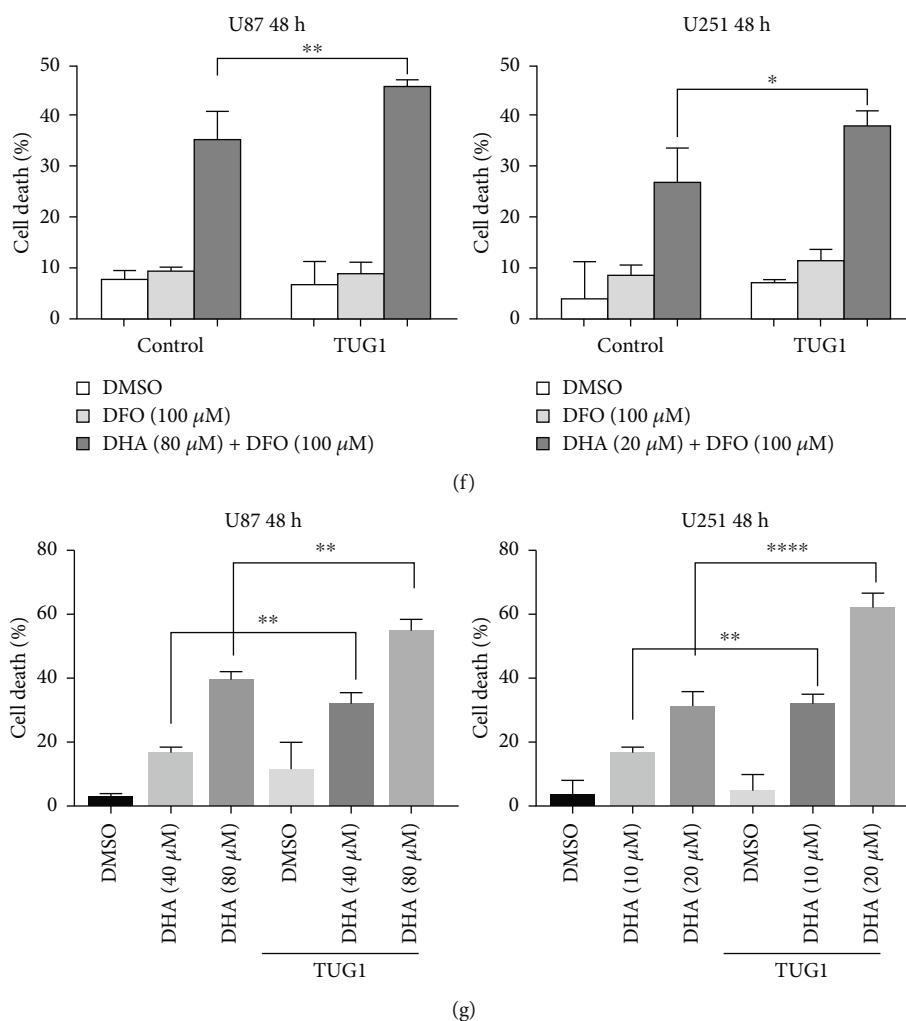 U87 48 h
50
40
30
20
10
0
Cell death (%)
**
Control
TUG1
DMSO
DFO (100 μM)
DHA (80 μM) + DFO (100 μM)
U251 48 h
50
40
30
20
10
0
Cell death (%)
*
Control
TUG1
DMSO
DFO (100 μM)
DHA (20 μM) + DFO (100 μM)
(f)
U87 48 h
80
60
40
20
0
Cell death (%)
**
**
DMSO
DHA (40 μM)
DHA (80 μM)
DMSO
DHA (40 μM)
DHA (80 μM)
TUG1
U251 48 h
80
60
40
20
0
Cell death (%)
****
**
DMSO
DHA (10 μM)
DHA (20 μM)
DMSO
DHA (10 μM)
DHA (20 μM)
TUG1
(g)